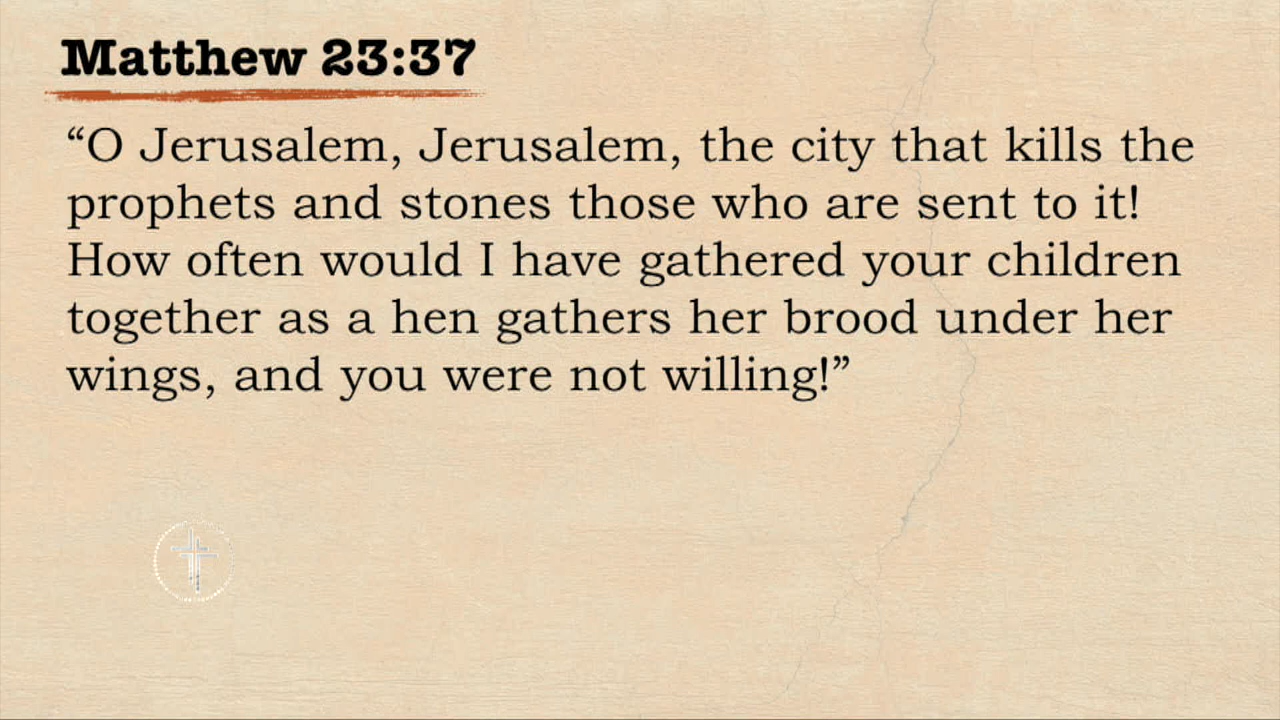 Matthew 23:37
“O Jerusalem, Jerusalem, the city that kills the
prophets and stones those who are sent to it!
How often would I have gathered your children
together as a hen gathers her brood under her
wings, and you were not willing!”